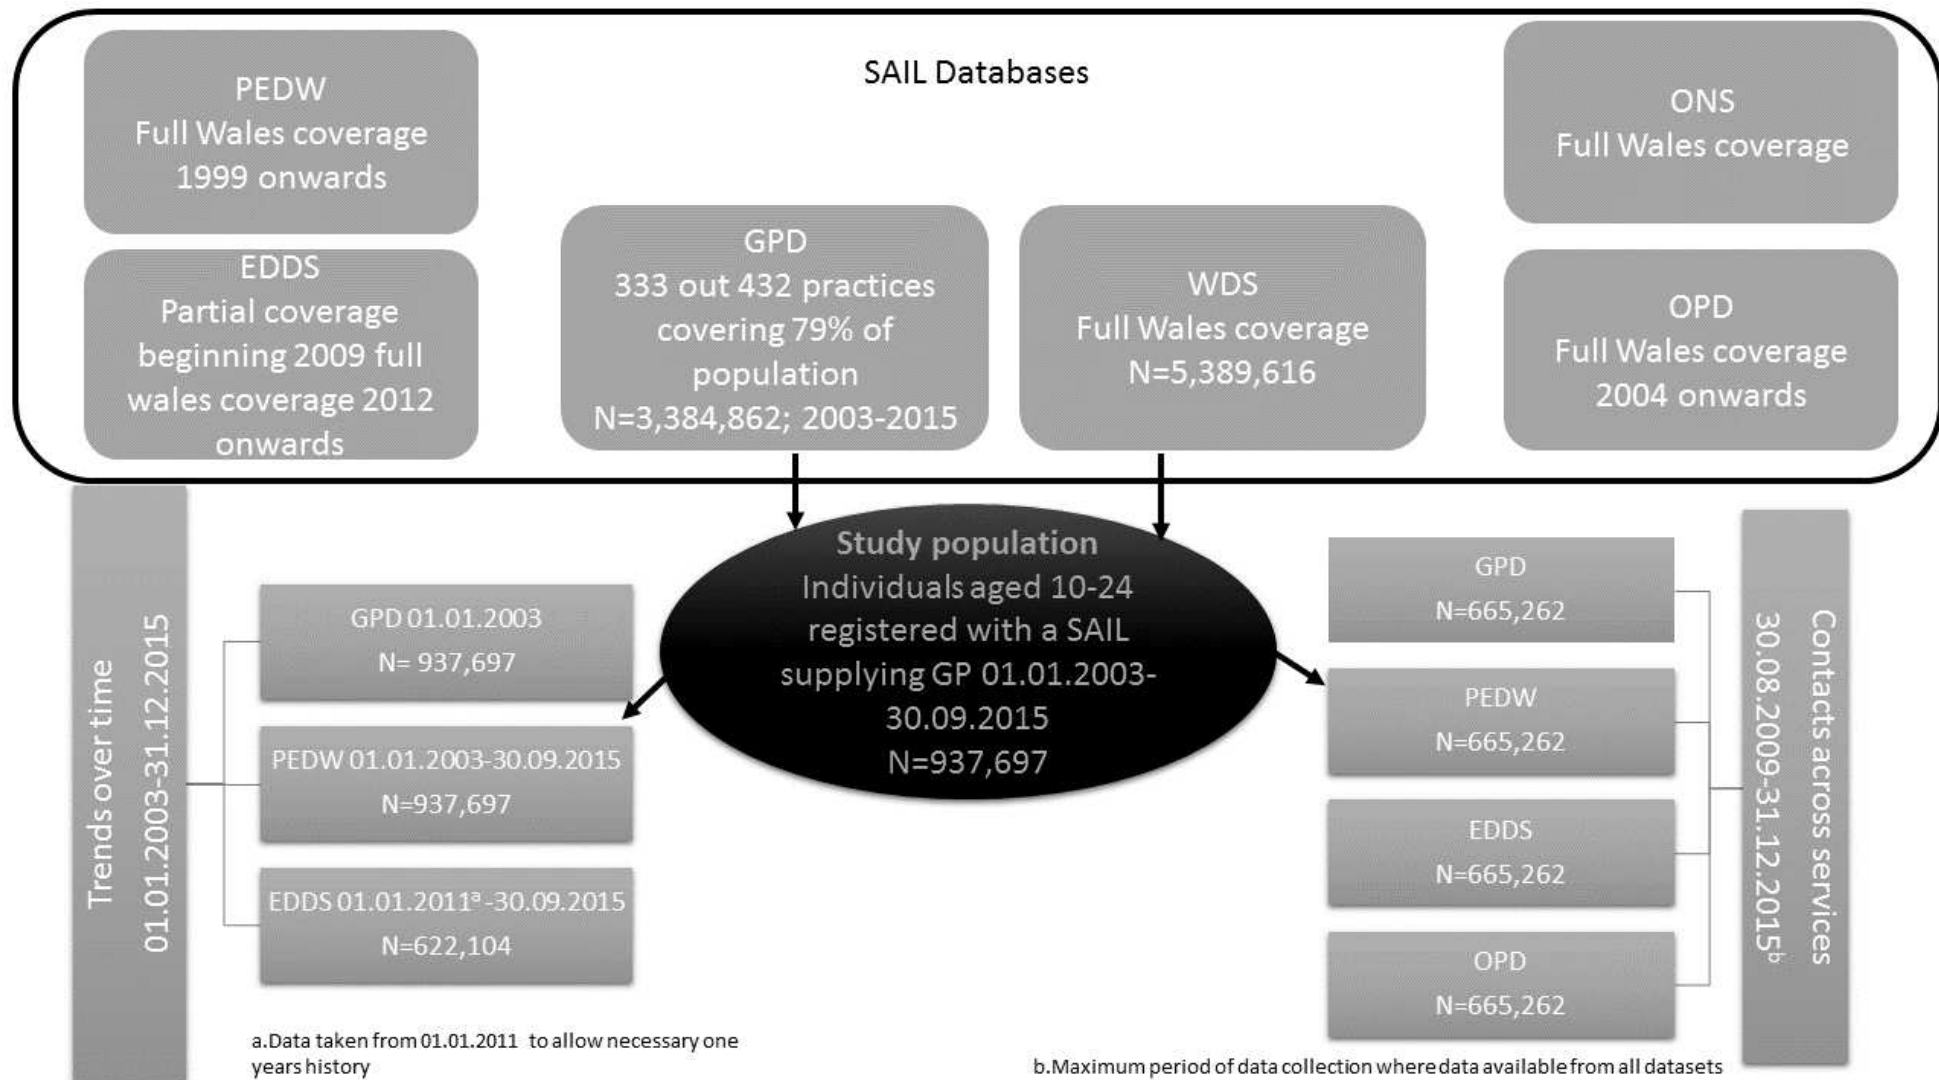 SAIL Databases
PEDW
Full Wales coverage
1999 onwards
EDDS
Partial coverage
beginning 2009 full
wales coverage 2012
onwards
GPD
333 out 432 practices
covering 79% of
population
N=3,384,862; 2003-2015
WDS
Full Wales coverage
N=5,389,616
ONS
Full Wales coverage
OPD
Full Wales coverage
2004 onwards
Study population
Individuals aged 10-24
registered with a SAIL
supplying GP 01.01.2003-
30.09.2015
N=937,697
Trends over time
01.01.2003-31.12.2015
GPD 01.01.2003
N= 937,697
PEDW 01.01.2003-30.09.2015
N=937,697
EDDS 01.01.2011ª -30.09.2015
N=622,104
GPD
N=665,262
PEDW
N=665,262
EDDS
N=665,262
OPD
N=665,262
Contacts across services
30.08.2009-31.12.2015ᵇ
a.Data taken from 01.01.2011 to allow necessary one
years history
b.Maximum period of data collection where data available from all datasets